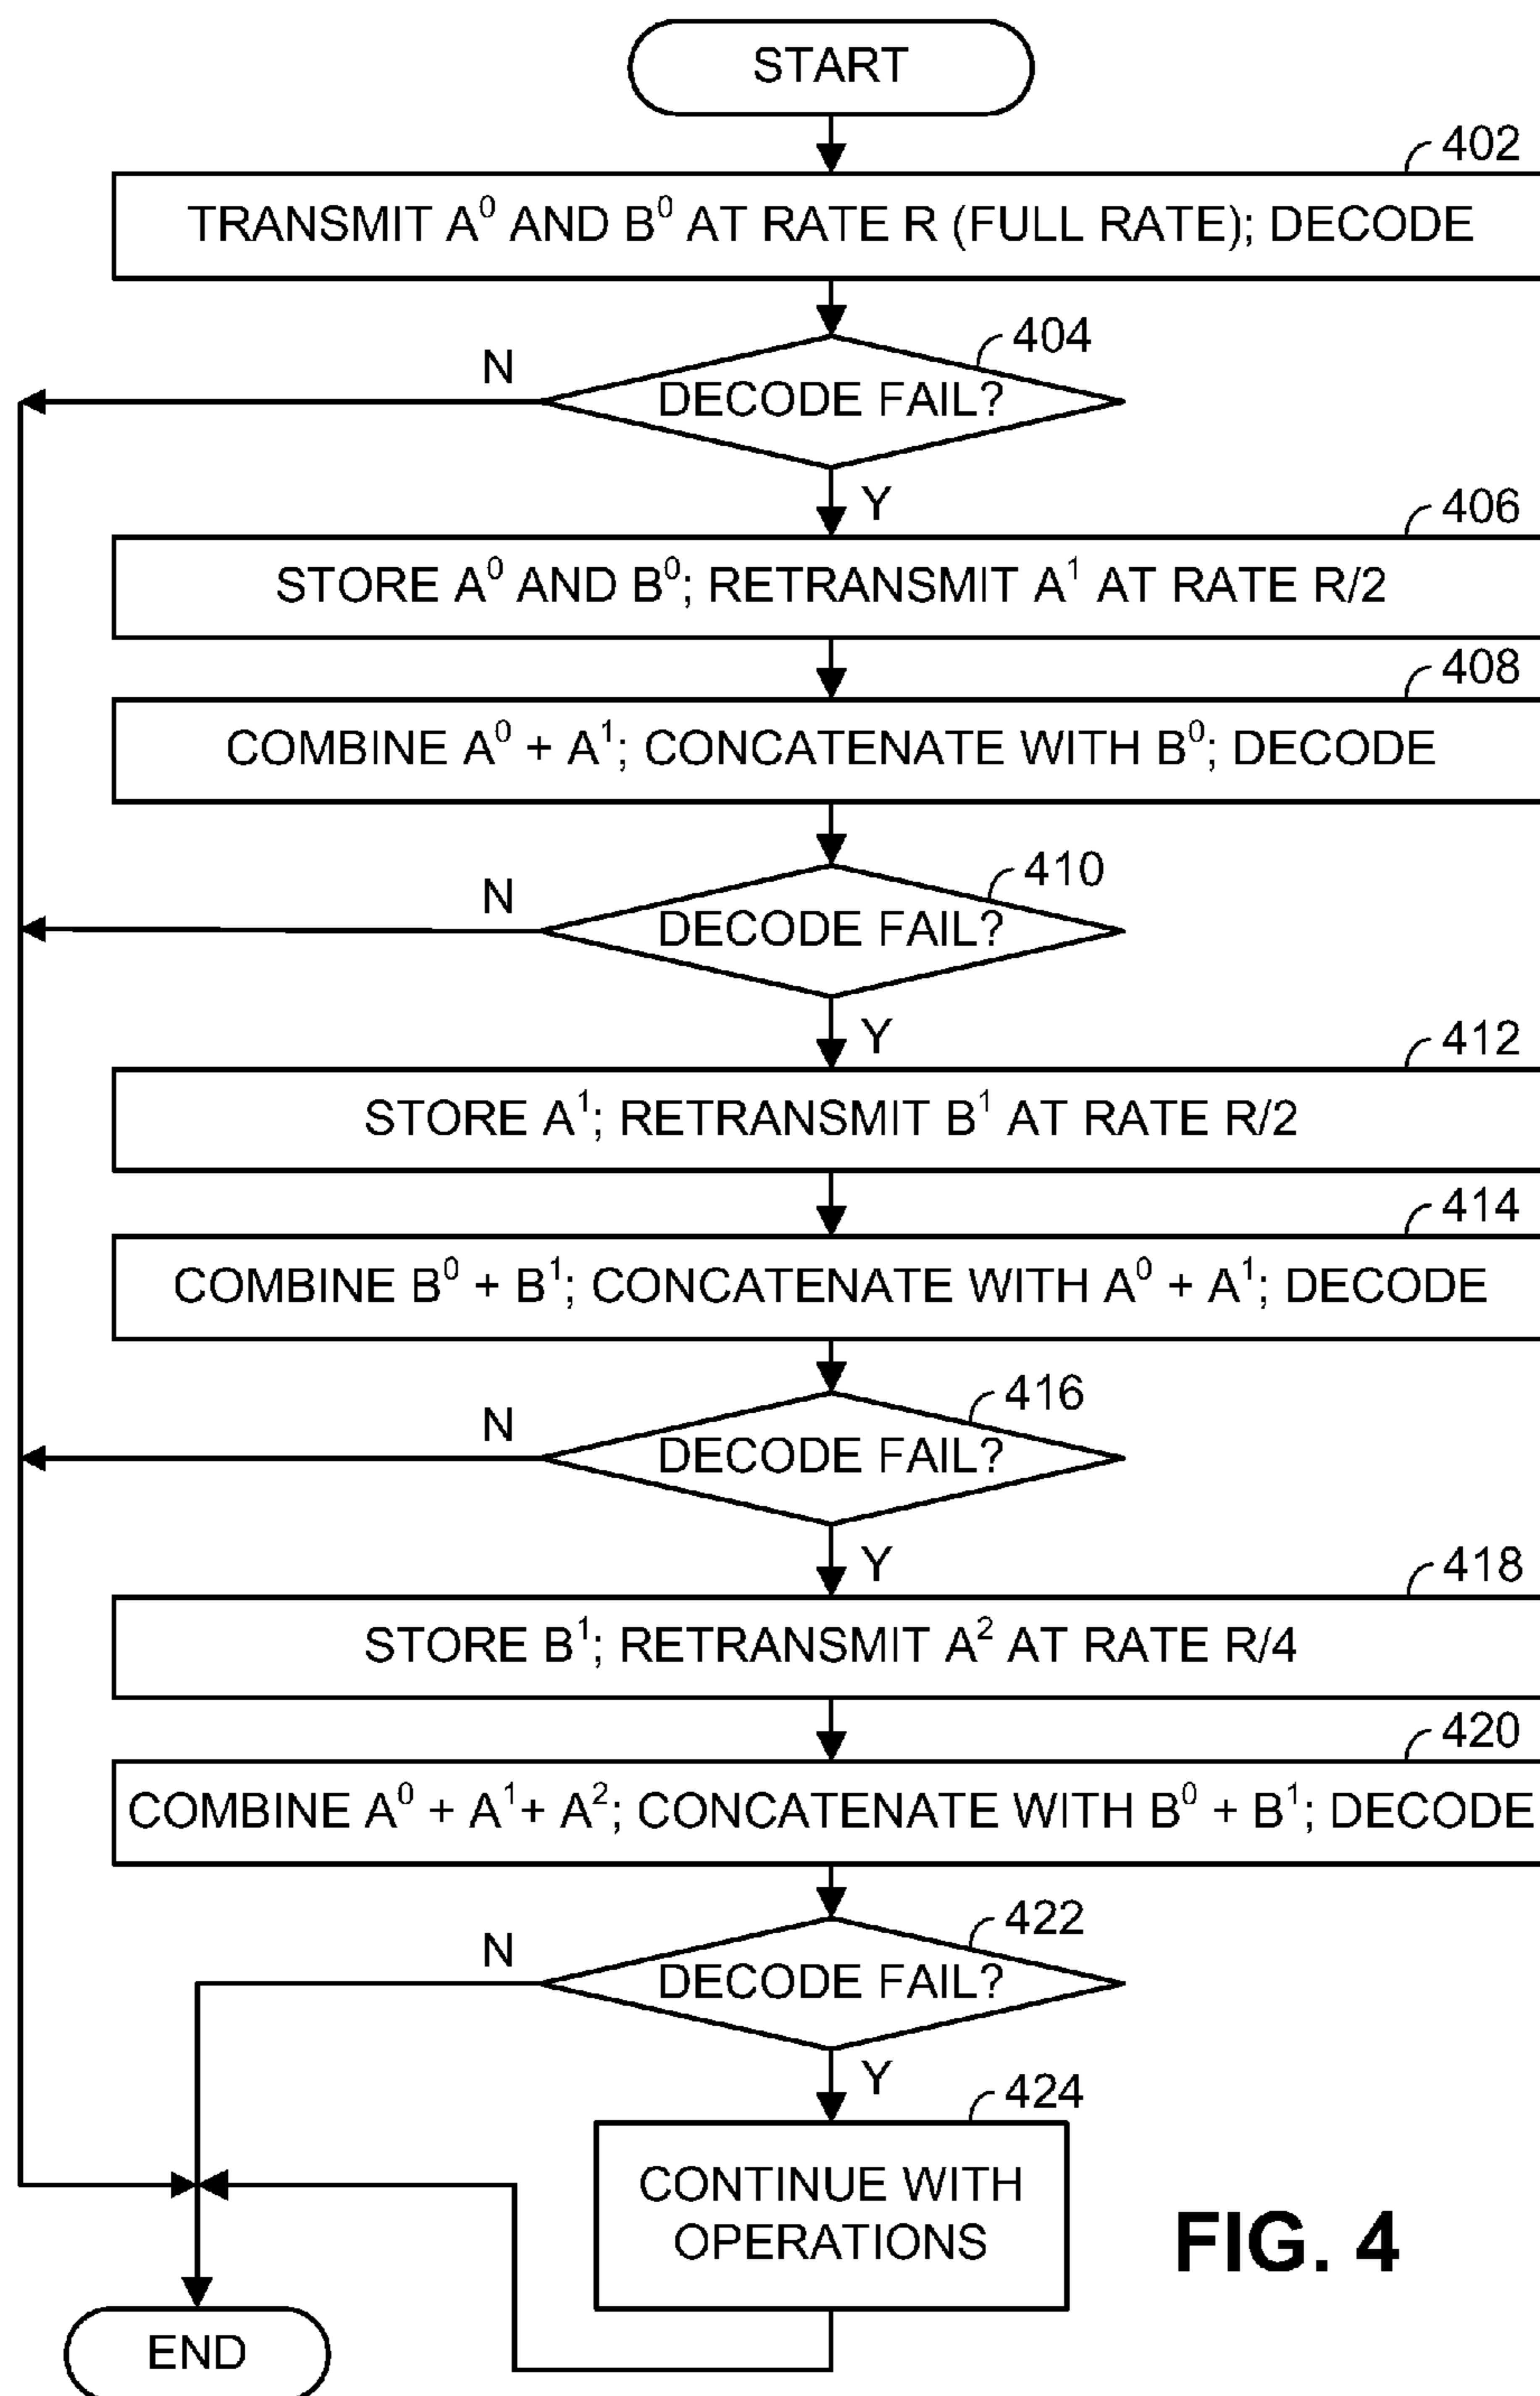 START
402
TRANSMIT A⁰ AND B⁰ AT RATE R (FULL RATE); DECODE
404
N
DECODE FAIL?
Y
406
STORE A⁰ AND B⁰; RETRANSMIT A¹ AT RATE R/2
408
COMBINE A⁰ + A¹; CONCATENATE WITH B⁰; DECODE
410
N
DECODE FAIL?
Y
412
STORE A¹; RETRANSMIT B¹ AT RATE R/2
414
COMBINE B⁰ + B¹; CONCATENATE WITH A⁰ + A¹; DECODE
416
N
DECODE FAIL?
Y
418
STORE B¹; RETRANSMIT A² AT RATE R/4
420
COMBINE A⁰ + A¹+ A²; CONCATENATE WITH B⁰ + B¹; DECODE
422
N
DECODE FAIL?
Y
424
CONTINUE WITH
OPERATIONS
FIG. 4
END